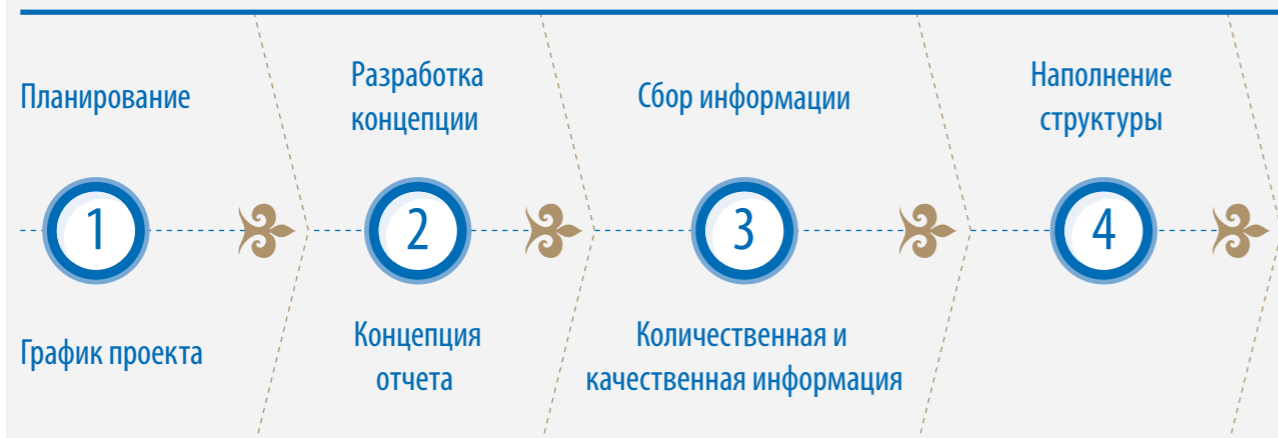 Планирование
Разработка
концепции
Сбор информации
Наполнение
структуры
1
2
3
4
График проекта
Концепция
отчета
Количественная и
качественная информация